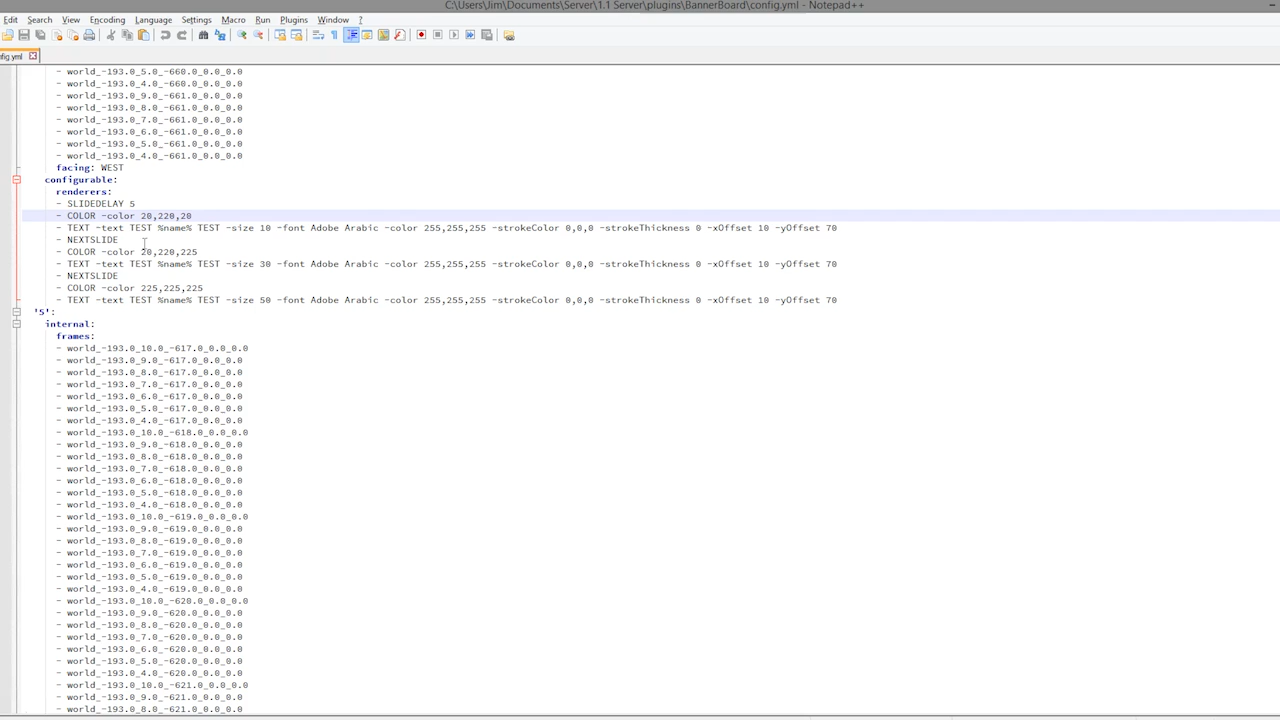 C:\Users\Jim\Documents\Server\1.1 Server\plugins\BannerBoard\config.yml - Notepad++
Edit Search View Encoding Language Settings Macro Run Plugins Window ?
fig.yml
- world_-193.0_5.0_-660.0_0.0_0.0
- world_-193.0_4.0_-660.0_0.0_0.0
- world_-193.0_9.0_-661.0_0.0_0.0
- world_-193.0_8.0_-661.0_0.0_0.0
- world_-193.0_7.0_-661.0_0.0_0.0
- world_-193.0_6.0_-661.0_0.0_0.0
- world_-193.0_5.0_-661.0_0.0_0.0
- world_-193.0_4.0_-661.0_0.0_0.0
facing: WEST
configurable:
renderers:
- SLIDEDELAY 5
- COLOR -color 20,220,20
- TEXT -text TEST %name% TEST -size 10 -font Adobe Arabic -color 255,255,255 -strokeColor 0,0,0 -strokeThickness 0 -xOffset 10 -yOffset 70
- NEXTSLIDE
- COLOR -color 20,220,225
- TEXT -text TEST %name% TEST -size 30 -font Adobe Arabic -color 255,255,255 -strokeColor 0,0,0 -strokeThickness 0 -xOffset 10 -yOffset 70
- NEXTSLIDE
- COLOR -color 225,225,225
- TEXT -text TEST %name% TEST -size 50 -font Adobe Arabic -color 255,255,255 -strokeColor 0,0,0 -strokeThickness 0 -xOffset 10 -yOffset 70
'5':
internal:
frames:
- world_-193.0_10.0_-617.0_0.0_0.0
- world_-193.0_9.0_-617.0_0.0_0.0
- world_-193.0_8.0_-617.0_0.0_0.0
- world_-193.0_7.0_-617.0_0.0_0.0
- world_-193.0_6.0_-617.0_0.0_0.0
- world_-193.0_5.0_-617.0_0.0_0.0
- world_-193.0_4.0_-617.0_0.0_0.0
- world_-193.0_10.0_-618.0_0.0_0.0
- world_-193.0_9.0_-618.0_0.0_0.0
- world_-193.0_8.0_-618.0_0.0_0.0
- world_-193.0_7.0_-618.0_0.0_0.0
- world_-193.0_6.0_-618.0_0.0_0.0
- world_-193.0_5.0_-618.0_0.0_0.0
- world_-193.0_4.0_-618.0_0.0_0.0
- world_-193.0_10.0_-619.0_0.0_0.0
- world_-193.0_9.0_-619.0_0.0_0.0
- world_-193.0_8.0_-619.0_0.0_0.0
- world_-193.0_7.0_-619.0_0.0_0.0
- world_-193.0_6.0_-619.0_0.0_0.0
- world_-193.0_5.0_-619.0_0.0_0.0
- world_-193.0_4.0_-619.0_0.0_0.0
- world_-193.0_10.0_-620.0_0.0_0.0
- world_-193.0_9.0_-620.0_0.0_0.0
- world_-193.0_8.0_-620.0_0.0_0.0
- world_-193.0_7.0_-620.0_0.0_0.0
- world_-193.0_6.0_-620.0_0.0_0.0
- world_-193.0_5.0_-620.0_0.0_0.0
- world_-193.0_4.0_-620.0_0.0_0.0
- world_-193.0_10.0_-621.0_0.0_0.0
- world_-193.0_9.0_-621.0_0.0_0.0
- world_-193.0_8.0_-621.0_0.0_0.0